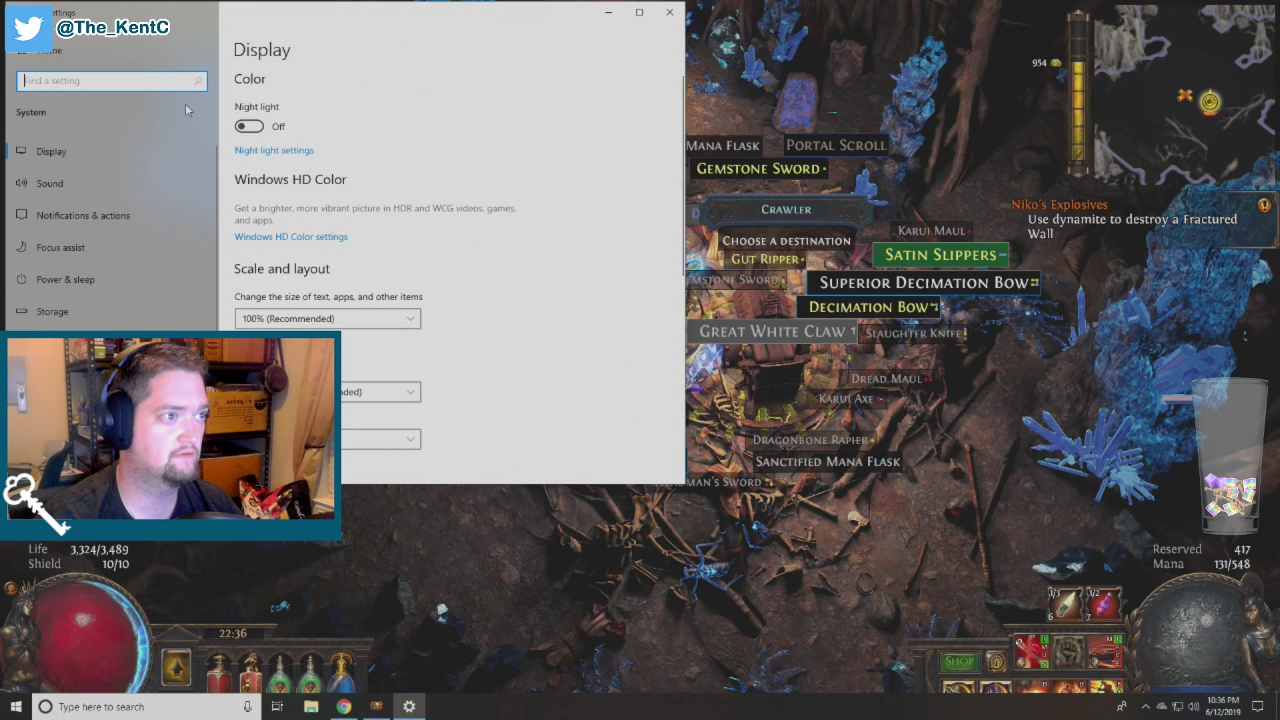 @The_KentC
Find a setting
System
Display
Sound
Notifications & actions
Focus assist
Power & sleep
Storage
Display
Color
Night light
Off
Night light settings
Windows HD Color
Get a brighter, more vibrant picture in HDR and WCG videos, games,
and apps.
Windows HD Color settings
Scale and layout
Change the size of text, apps, and other items
100% (Recommended)
954
Mana Flask
Portal Scroll
Gemstone Sword
Crawler
Choose a destination
Gut Ripper
Karui Maul
Satin Slippers
Superior Decimation Bow
Decimation Bow
Great White Claw
Slaughter Knife
Dread Maul
Karui Axe
Dragonbone Rapier
Sanctified Mana Flask
Niko's Explosives
Use dynamite to destroy a Fractured
Wall
Life 3,324/3,489
Shield 10/10
22:36
Reserved 417
Mana 131/548
1/3
6
1/2
7
Shop
Type here to search
10:36 PM
6/12/2019